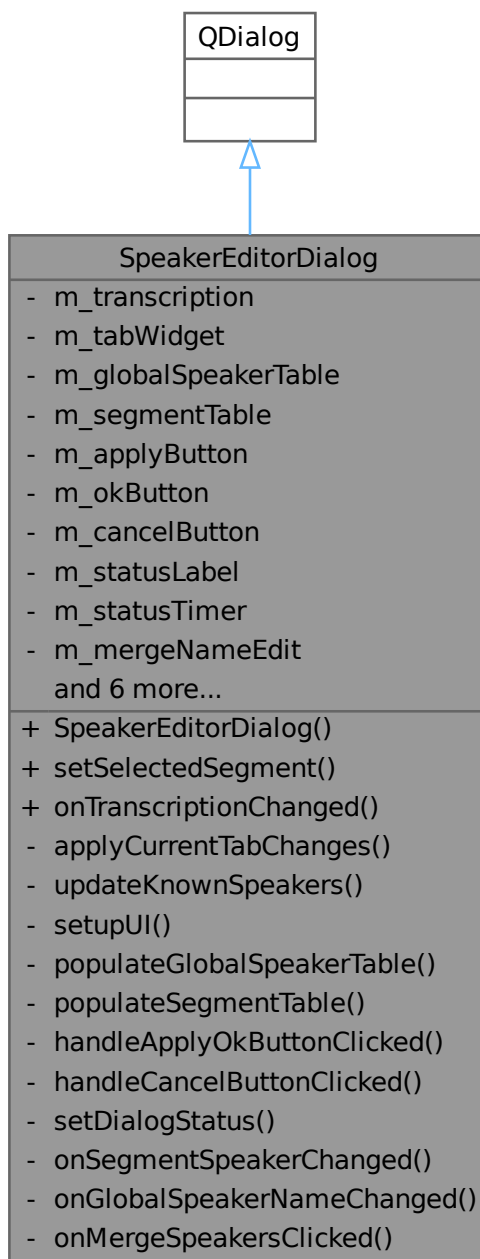 QDialog
SpeakerEditorDialog
- m_transcription
- m_tabWidget
- m_globalSpeakerTable
- m_segmentTable
- m_applyButton
- m_okButton
- m_cancelButton
- m_statusLabel
- m_statusTimer
- m_mergeNameEdit
and 6 more...
+ SpeakerEditorDialog()
+ setSelectedSegment()
+ onTranscriptionChanged()
- applyCurrentTabChanges()
- updateKnownSpeakers()
- setupUI()
- populateGlobalSpeakerTable()
- populateSegmentTable()
- handleApplyOkButtonClicked()
- handleCancelButtonClicked()
- setDialogStatus()
- onSegmentSpeakerChanged()
- onGlobalSpeakerNameChanged()
- onMergeSpeakersClicked()